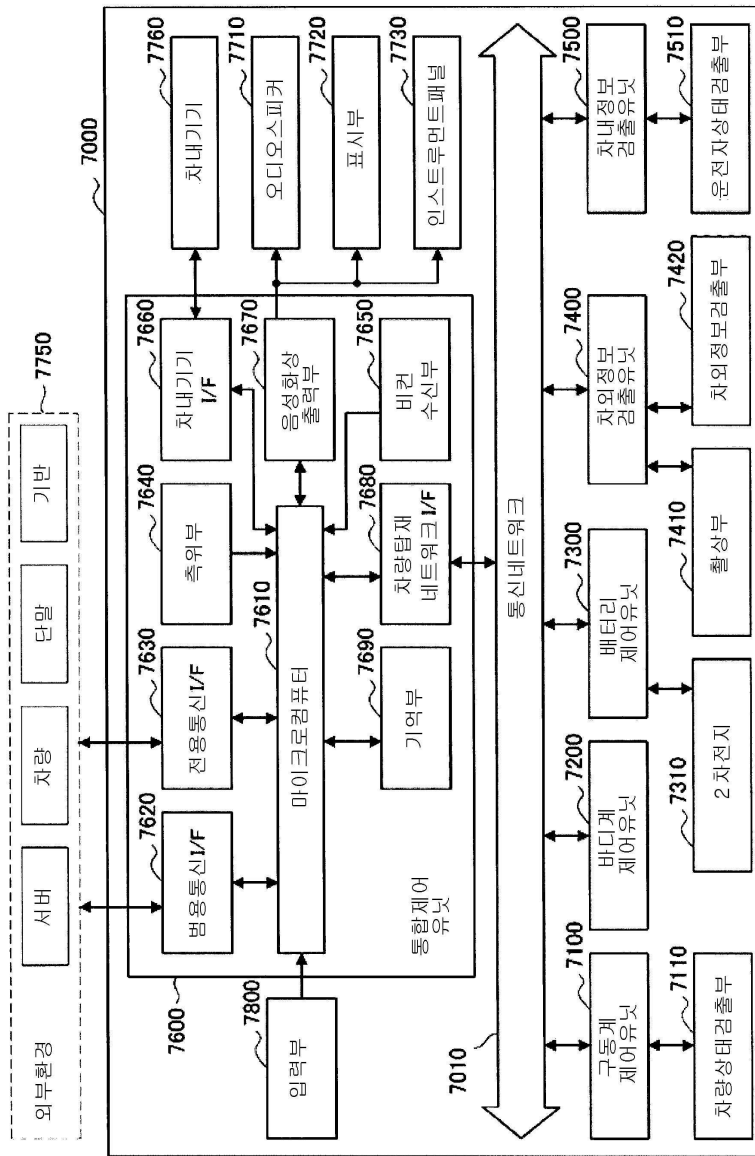 외부환경
서버
차량
단말
기반
7750
7000
7600
7620
범용통신I/F
7630
전용통신I/F
7640
측위부
7660
차내기기
I/F
7760
차내기기
7610
마이크로컴퓨터
7670
음성화상
출력부
7710
오디오스피커
7720
표시부
7730
인스트루먼트패널
7800
입력부
통합제어
유닛
7690
기억부
7680
차량탑재
네트워크I/F
7650
비컨
수신부
7010
통신네트워크
7100
구동계
제어유닛
7200
바디계
제어유닛
7300
배터리
제어유닛
7400
차외정보
검출유닛
7500
차내정보
검출유닛
7110
차량상태검출부
7310
2차전지
7410
촬상부
7420
차외정보검출부
7510
운전자상태검출부